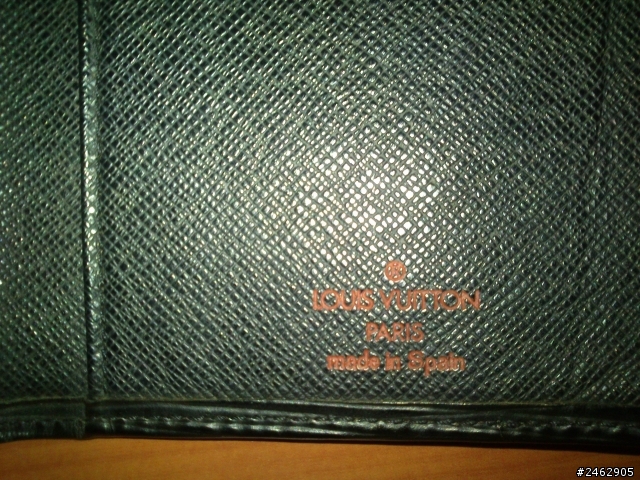 ®
LOUIS VUITTON
PARIS
made in Spain
#2462905